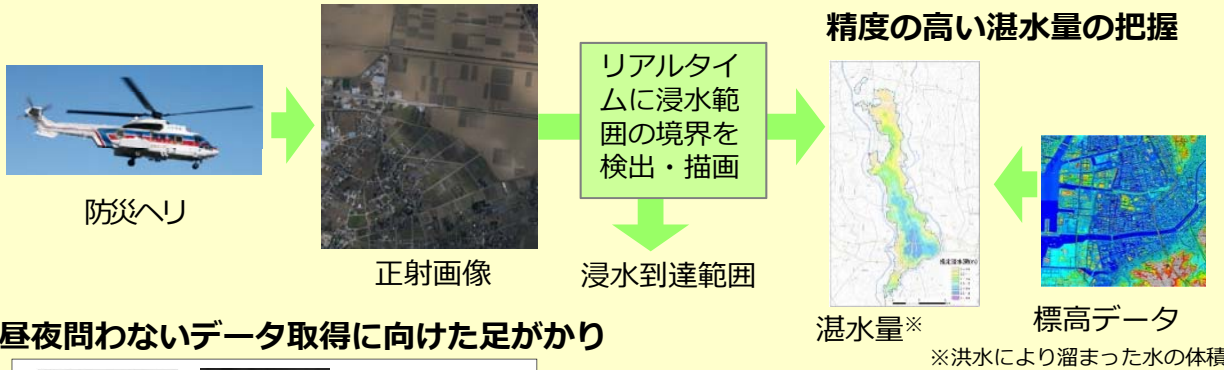 精度の高い湛水量の把握
リアルタイ
ムに浸水範
囲の境界を
検出・描画
防災ヘリ
正射画像
浸水到達範囲
湛水量※
標高データ
※洪水により溜まった水の体積
昼夜問わないデータ取得に向けた足がかり